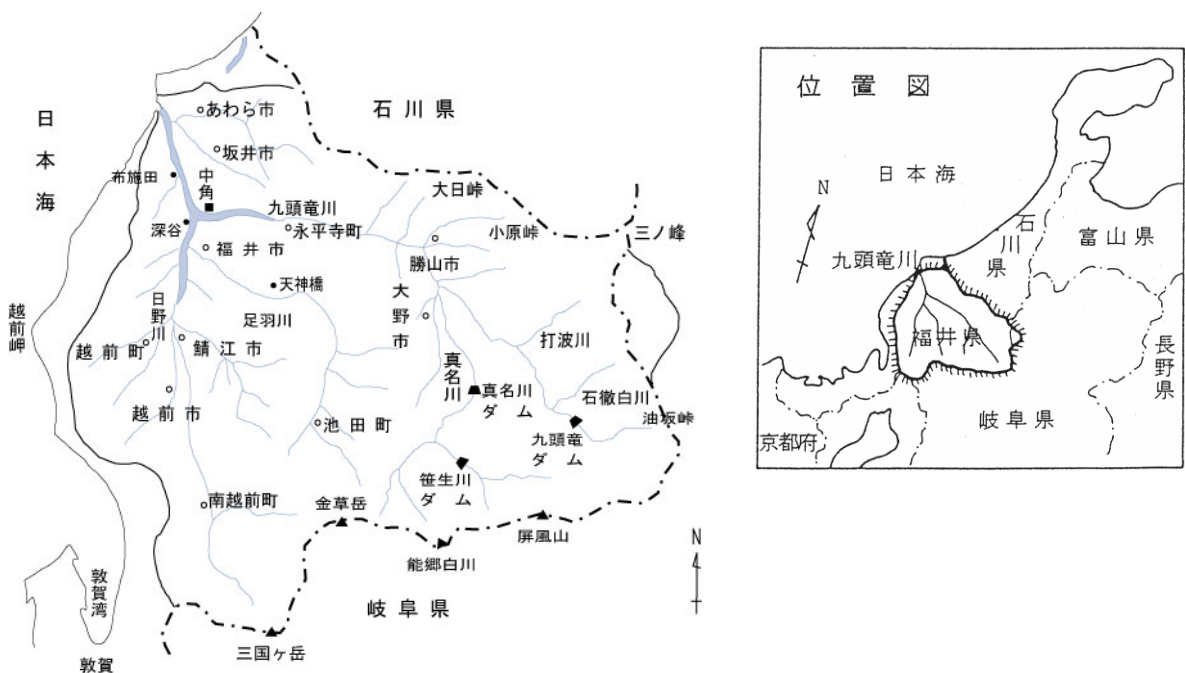 日本海
石川県
あわら市
坂井市
布施田
中角
九頭竜川
大日峠
深谷
永平寺町
小原峠
三ノ峰
福井市
勝山市
天神橋
大野市
越前岬
日野川
足羽川
越前町
鯖江市
打波川
真名川
真名川
ダム
石徹白川
油坂峠
越前市
池田町
九頭竜
ダム
笹生川
ダム
南越前町
金草岳
屏風山
能郷白川
N
敦賀湾
岐阜県
三国ヶ岳
敦賀
位置図
日本海
N
石川県
富山県
九頭竜川
福井県
長野県
岐阜県
京都府